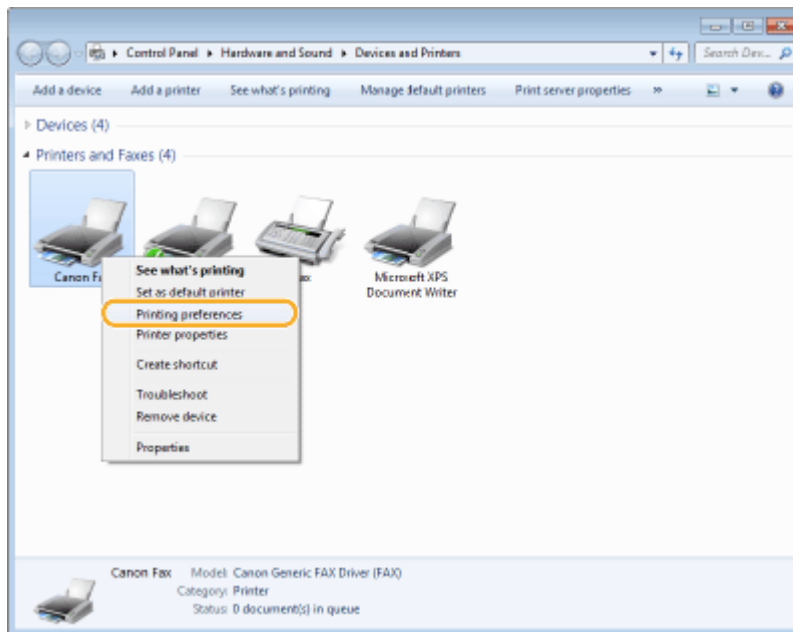 Control Panel Hardware and Sound Devices and Printers Search Dev...
Add a device Add a printer See what's printing Manage default printers Print server properties »
Devices (4)
Printers and Faxes (4)
Canon Fa
ax
Microsoft XPS
Document Writer
See what's printing
Set as default printer
Printing preferences
Printer properties
Create shortcut
Troubleshoot
Remove device
Properties
Canon Fax Model: Canon Generic FAX Driver (FAX)
Category: Printer
Status: 0 document(s) in queue